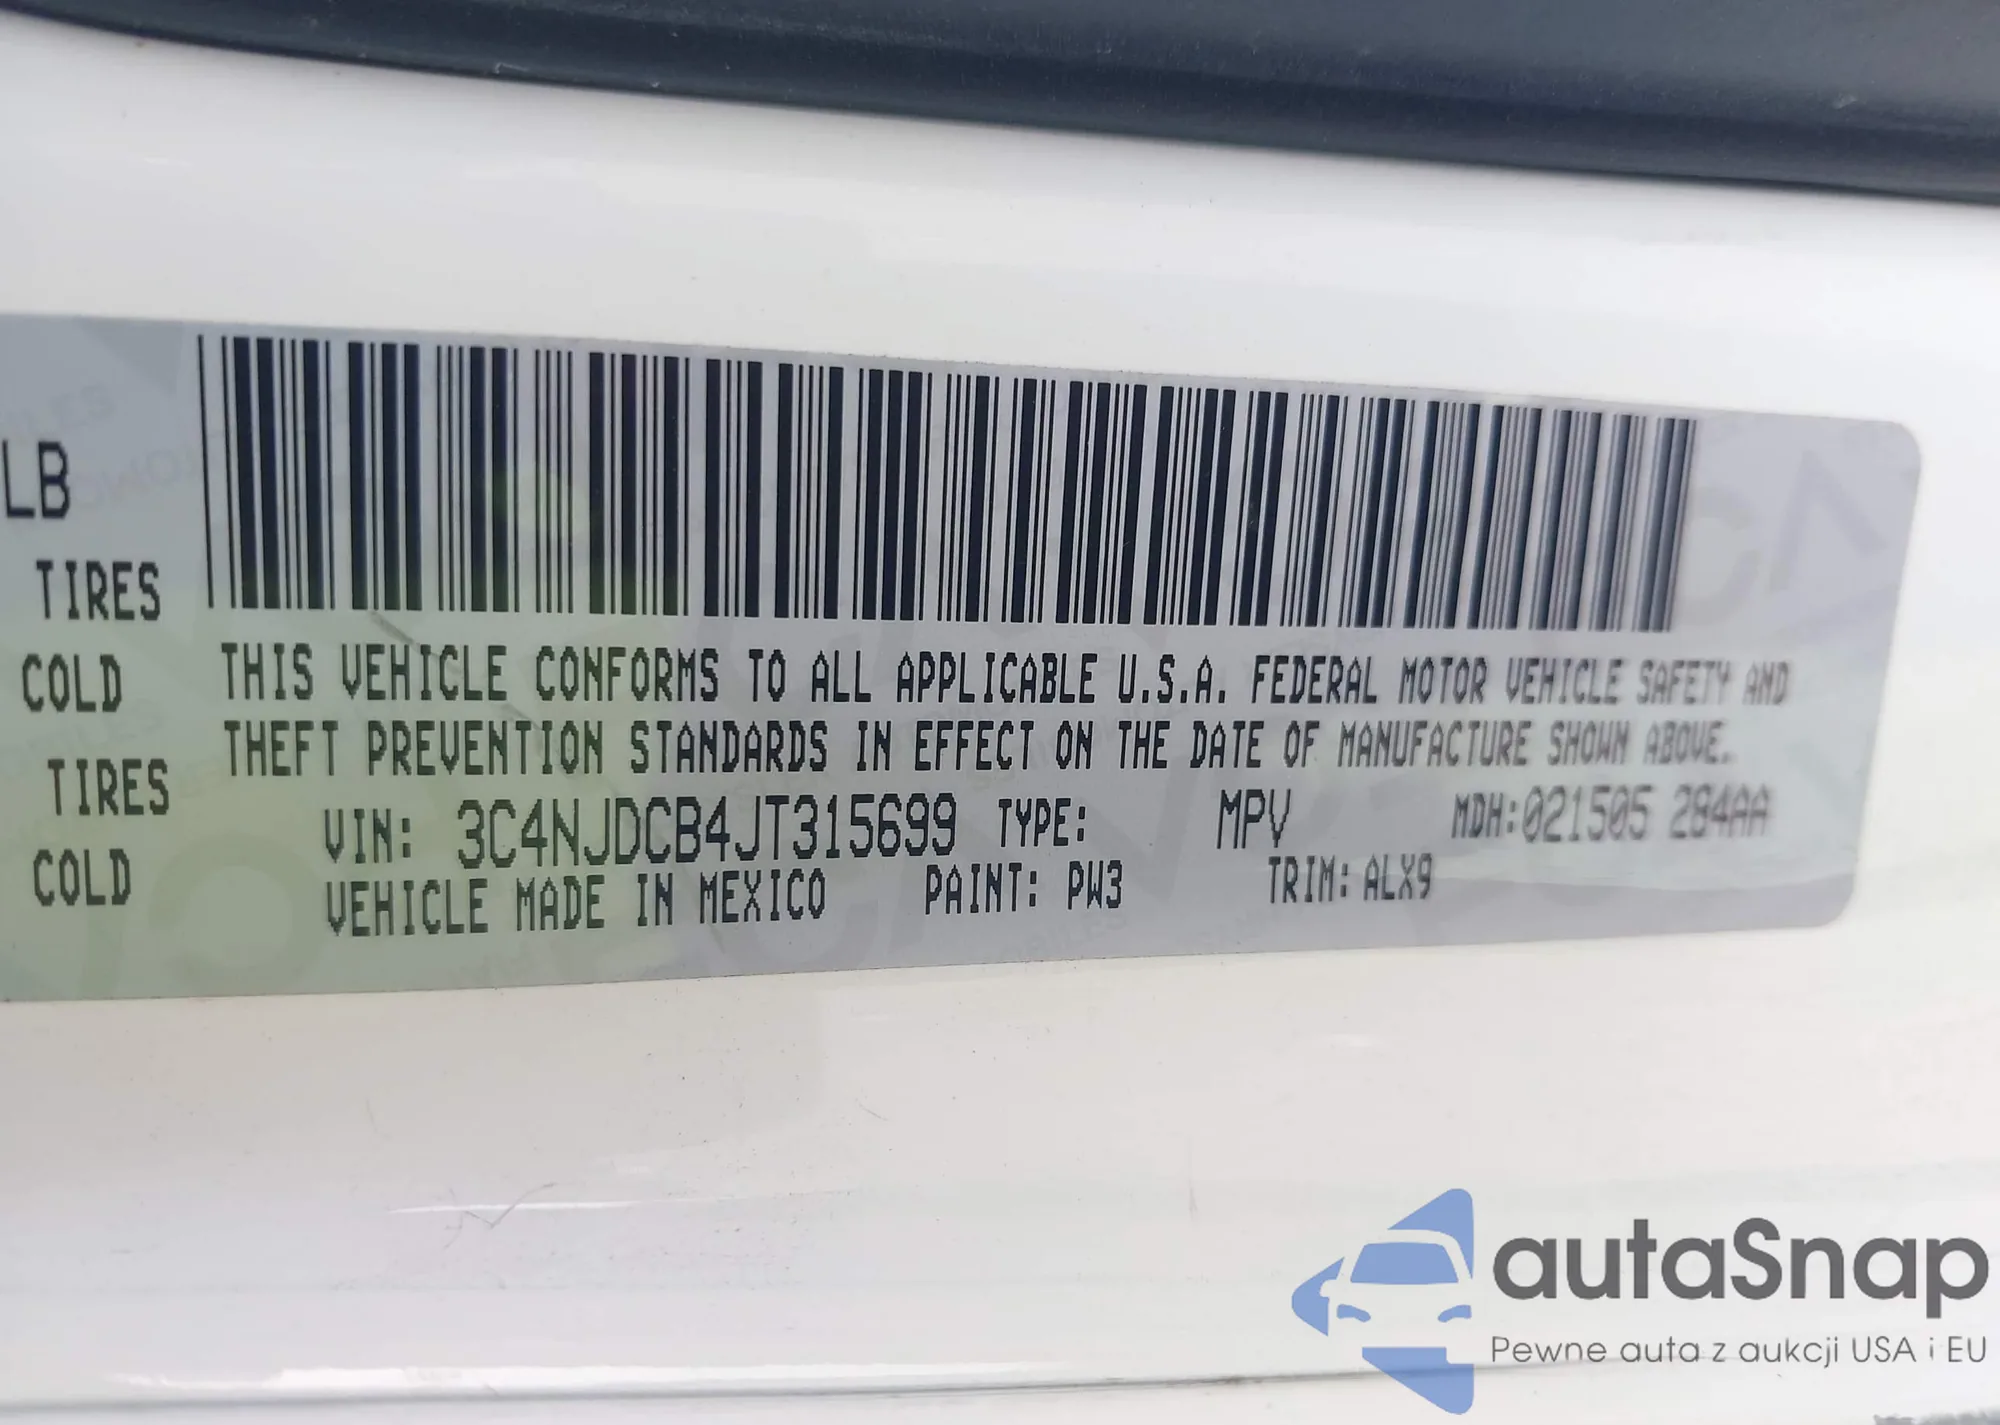 LB
TIRES
COLD
TIRES
COLD
THIS VEHICLE CONFORMS TO ALL APPLICABLE U.S.A. FEDERAL MOTOR VEHICLE SAFETY AND
THEFT PREVENTION STANDARDS IN EFFECT ON THE DATE OF MANUFACTURE SHOWN ABOVE.
VIN: 3C4NJDCB4JT315699 TYPE: MPV MDH:021505 284AA
VEHICLE MADE IN MEXICO PAINT: PW3 TRIM: ALX9
autaSnap
Pewne auta z aukcji USA i EU